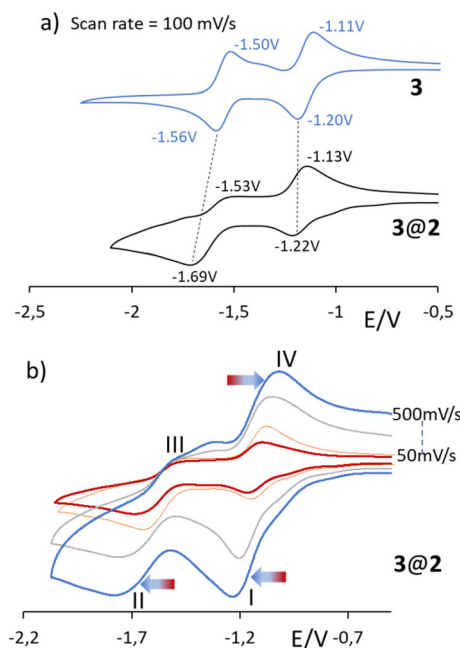 a) Scan rate = 100 mV/s
-1.50V
-1.11V
3
-1.56V
-1.20V
-1.53V
-1.13V
3@2
-1.69V
-1.22V
-2,5 -2 -1,5 -1 -0,5
E/V
b)
IV
III
500mV/s
50mV/s
3@2
II
I
-2,2 -1,7 -1,2 -0,7
E/V